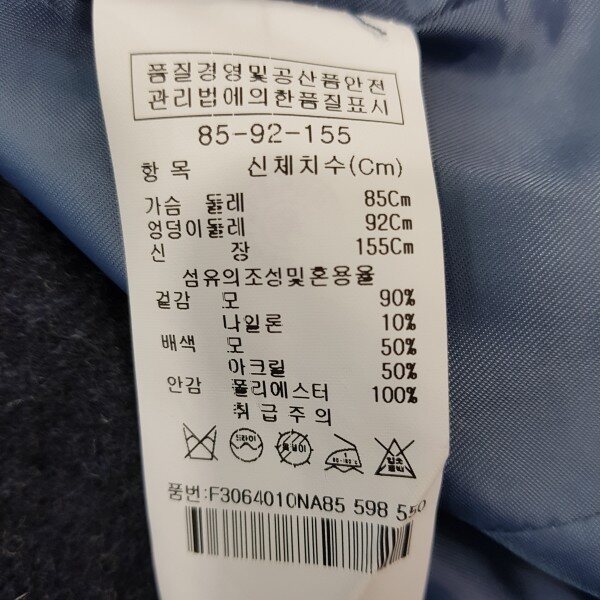 품질경영및공산품안전
관리법에의한품질표시
85-92-155
항 목 신체치수(Cm)
가슴 둘레 85Cm
엉덩이둘레 92Cm
신 장 155Cm
섬유의조성및혼용율
겉감 모 90%
나일론 10%
배색 모 50%
아크릴 50%
안감 폴리에스터 100%
취급주의
드라이
품번:F3064010NA85 598